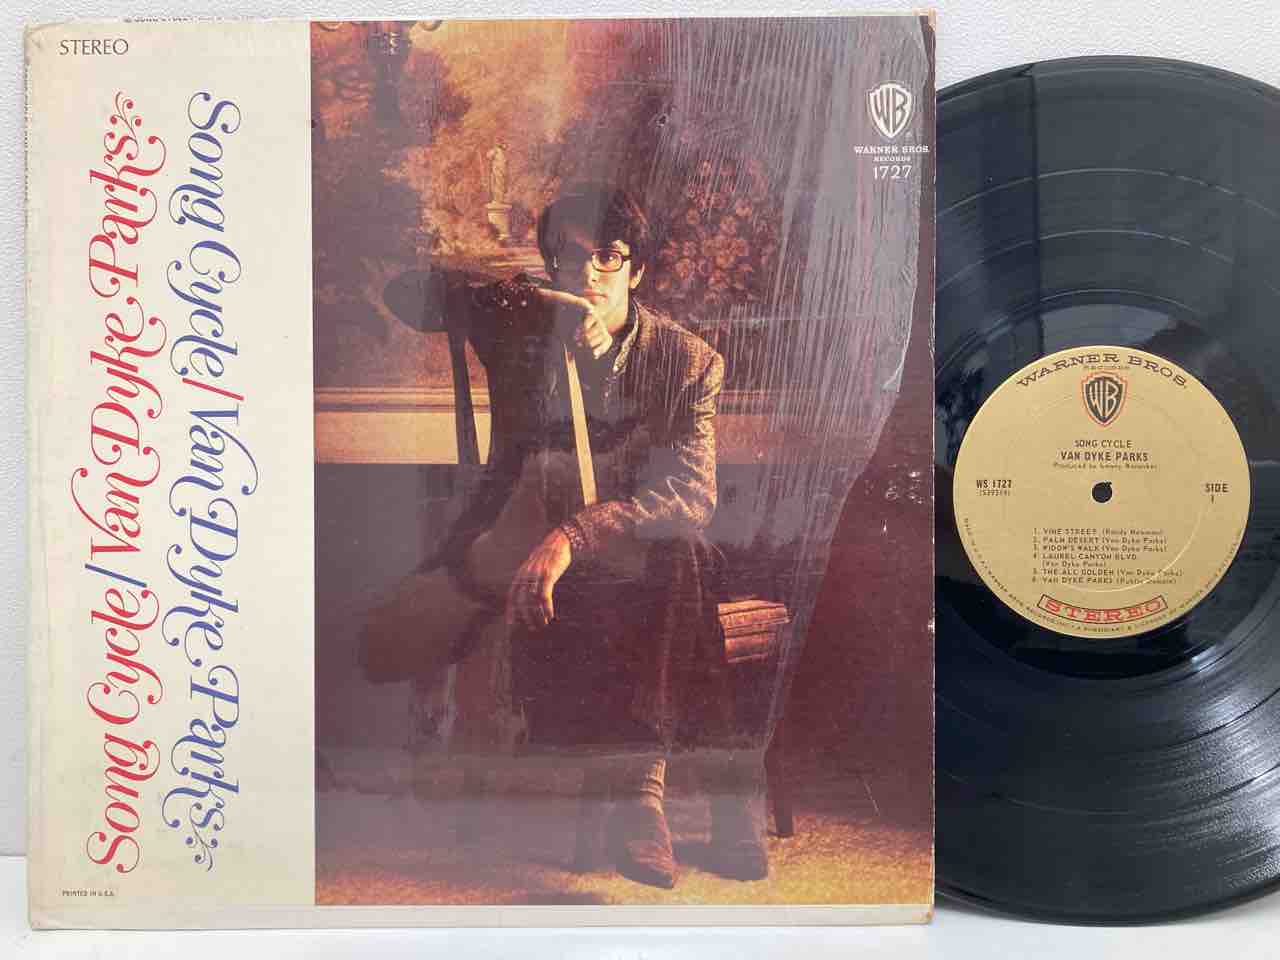 STEREO
Song Cycle/Van Dyke Parks
Song Cycle/Van Dyke Parks
PRINTED IN U.S.A.
WB
WARNER BROS.
RECORDS
1727
WARNER BROS.
RECORDS
WB
SONG CYCLE
VAN DYKE PARKS
Produced by Lenny Waronker
WS 1727
SIDE
1
1. VINE STREET (Randy Newman)
2. PALM DESERT (Van Dyke Parks)
3. WIDOW'S WALK (Van Dyke Parks)
4. LAUREL CANYON BLVD.
(Van Dyke Parks)
5. THE ALL GOLDEN (Van Dyke Parks)
6. VAN DYKE PARKS (Public Domain)
STEREO